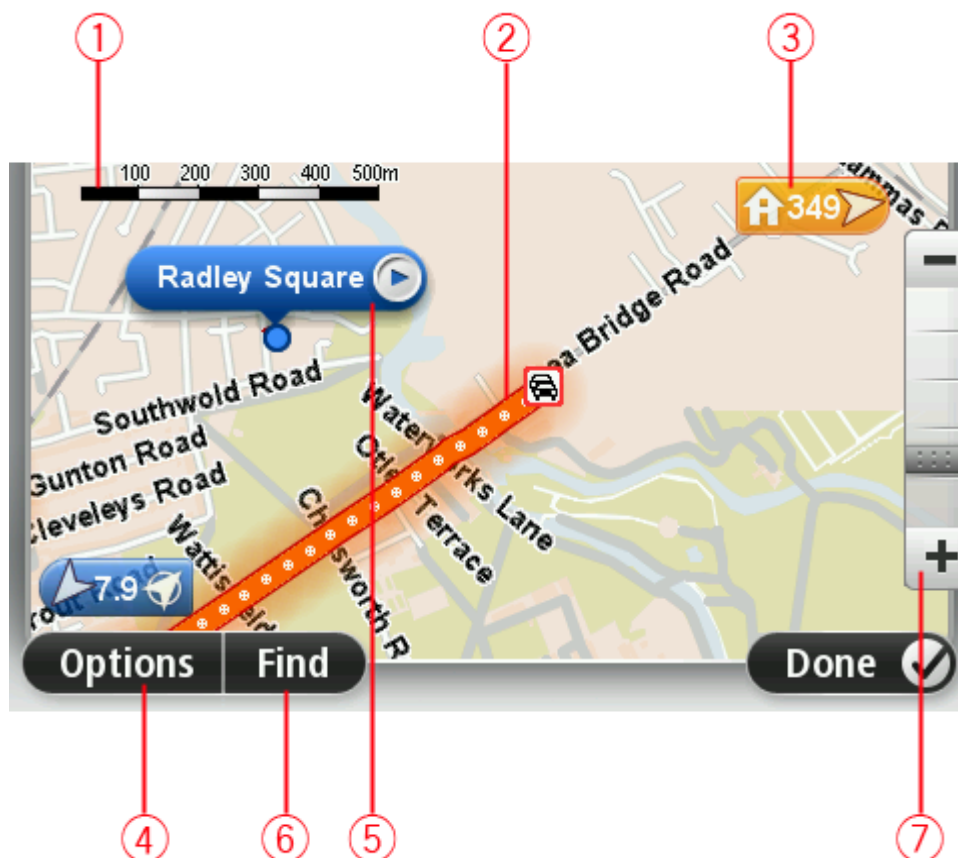 1
2
3
100 200 300 400 500m
349
Radley Square
Bridge Road
Southwold Road
Gunton Road
Cleveleys Road
Lane
Terrace
7.9
Options
Find
Done
4
6
5
7